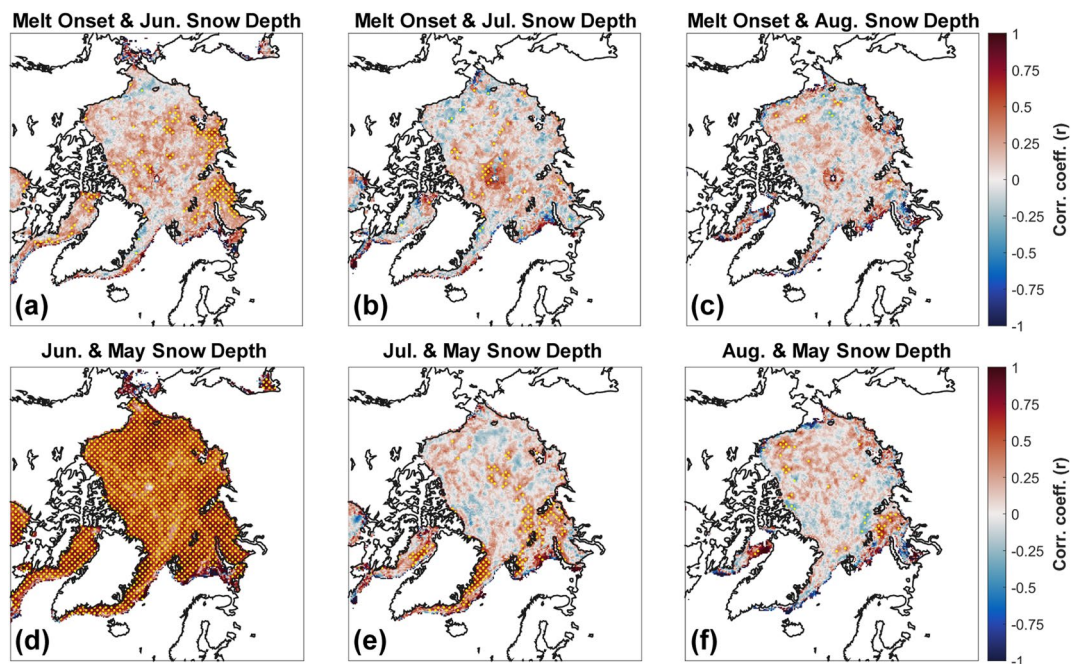 Melt Onset & Jun. Snow Depth
Melt Onset & Jul. Snow Depth
Melt Onset & Aug. Snow Depth
(a)
(b)
(c)
1
0.75
0.5
0.25
0
-0.25
-0.5
-0.75
-1
Corr. coeff. (r)
Jun. & May Snow Depth
Jul. & May Snow Depth
Aug. & May Snow Depth
(d)
(e)
(f)
1
0.75
0.5
0.25
0
-0.25
-0.5
-0.75
-1
Corr. coeff. (r)